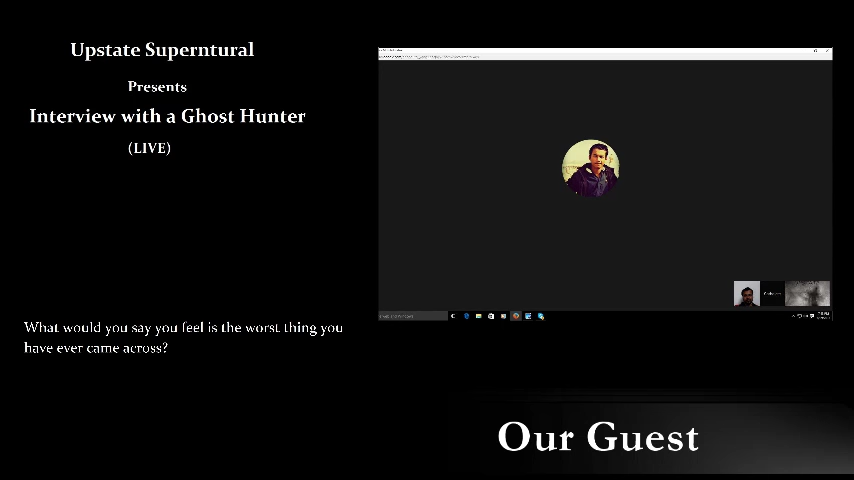 Upstate Superntural
Presents
Interview with a Ghost Hunter
(LIVE)
What would you say you feel is the worst thing you
have ever came across?
Our Guest